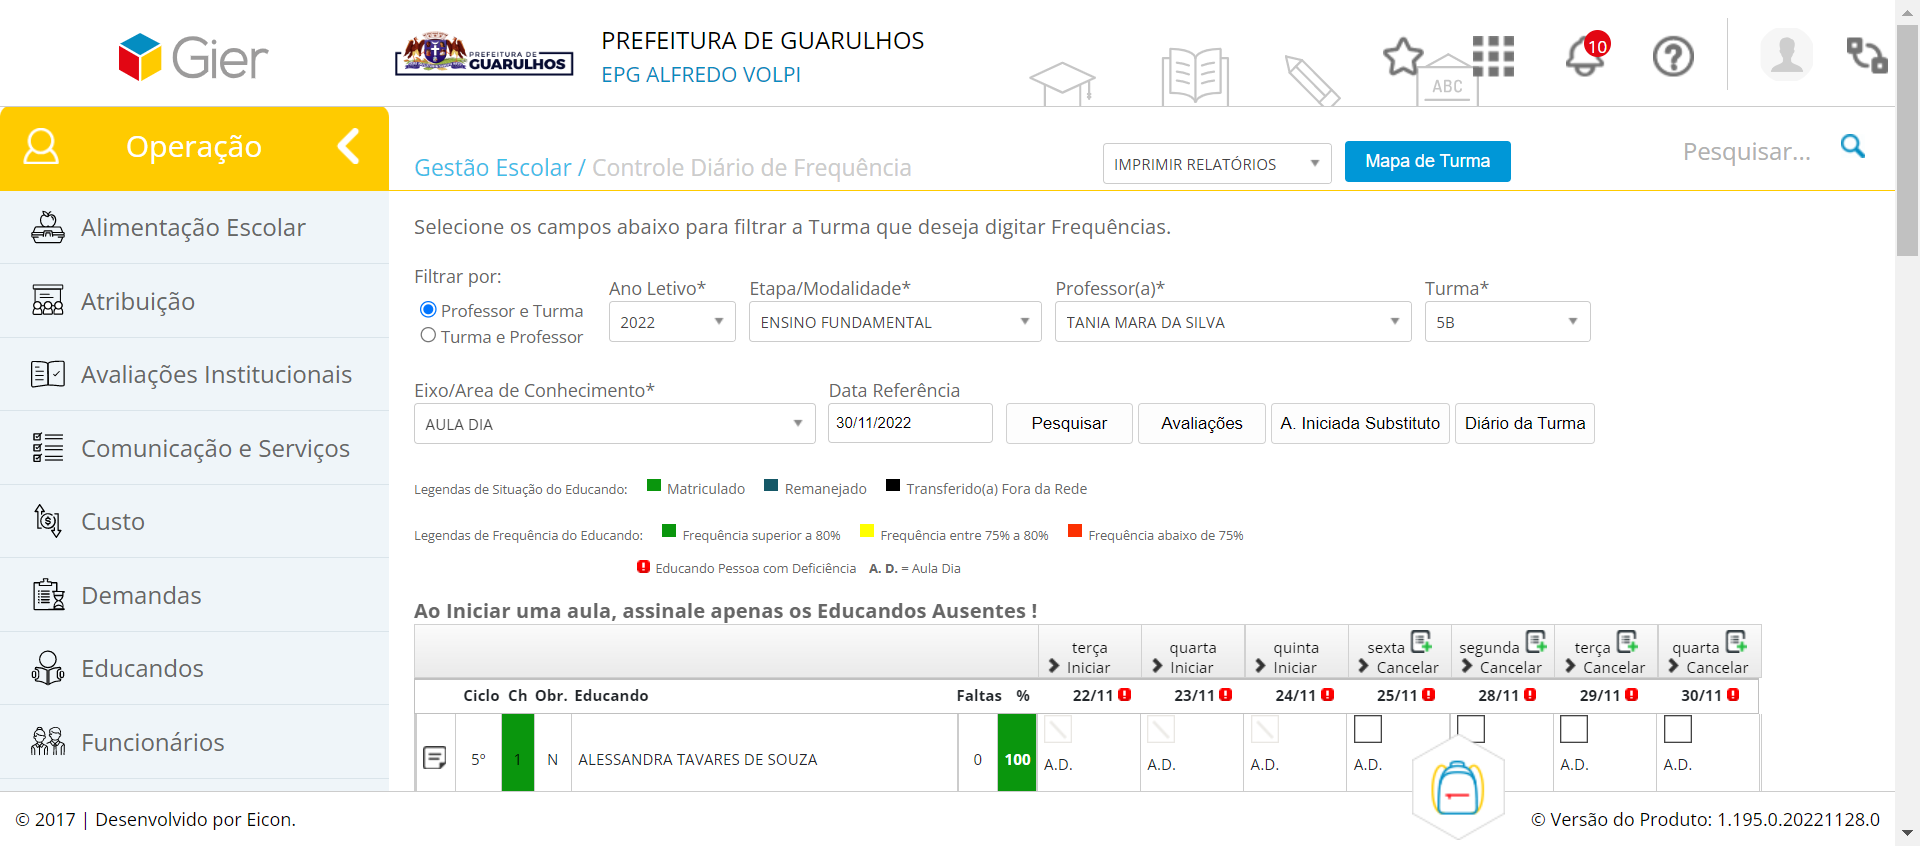 Gier
PREFEITURA DE
GUARULHOS
PREFEITURA DE GUARULHOS
EPG ALFREDO VOLPI
ABC
10
Operação
Gestão Escolar / Controle Diário de Frequência
IMPRIMIR RELATÓRIOS
Mapa de Turma
Pesquisar...
Alimentação Escolar
Atribuição
Avaliações Institucionais
Comunicação e Serviços
Custo
Demandas
Educandos
Funcionários
Selecione os campos abaixo para filtrar a Turma que deseja digitar Frequências.
Filtrar por:
Professor e Turma
Turma e Professor
Ano Letivo*
2022
Etapa/Modalidade*
ENSINO FUNDAMENTAL
Professor(a)*
TANIA MARA DA SILVA
Turma*
5B
Eixo/Area de Conhecimento*
AULA DIA
Data Referência
30/11/2022
Pesquisar
Avaliações
A. Iniciada Substituto
Diário da Turma
Legendas de Situação do Educando: Matriculado Remanejado Transferido(a) Fora da Rede
Legendas de Frequência do Educando: Frequência superior a 80% Frequência entre 75% a 80% Frequência abaixo de 75%
Educando Pessoa com Deficiência A. D. = Aula Dia
Ao Iniciar uma aula, assinale apenas os Educandos Ausentes !
terça quarta quinta sexta segunda terça quarta
Iniciar Iniciar Iniciar Cancelar Cancelar Cancelar Cancelar
Ciclo Ch Obr. Educando Faltas % 22/11 23/11 24/11 25/11 28/11 29/11 30/11
5º 1 N ALESSANDRA TAVARES DE SOUZA 0 100 A.D. A.D. A.D. A.D. A.D. A.D.
© 2017 | Desenvolvido por Eicon.
© Versão do Produto: 1.195.0.20221128.0